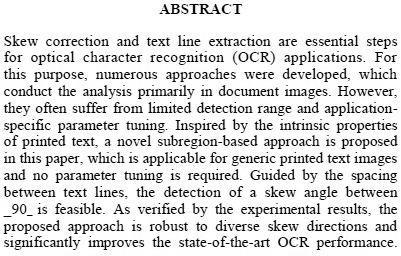 ABSTRACT
Skew correction and text line extraction are essential steps
for optical character recognition (OCR) applications. For
this purpose, numerous approaches were developed, which
conduct the analysis primarily in document images. However,
they often suffer from limited detection range and application-
specific parameter tuning. Inspired by the intrinsic properties
of printed text, a novel subregion-based approach is proposed
in this paper, which is applicable for generic printed text images
and no parameter tuning is required. Guided by the spacing
between text lines, the detection of a skew angle between
_90_ is feasible. As verified by the experimental results, the
proposed approach is robust to diverse skew directions and
significantly improves the state-of-the-art OCR performance.